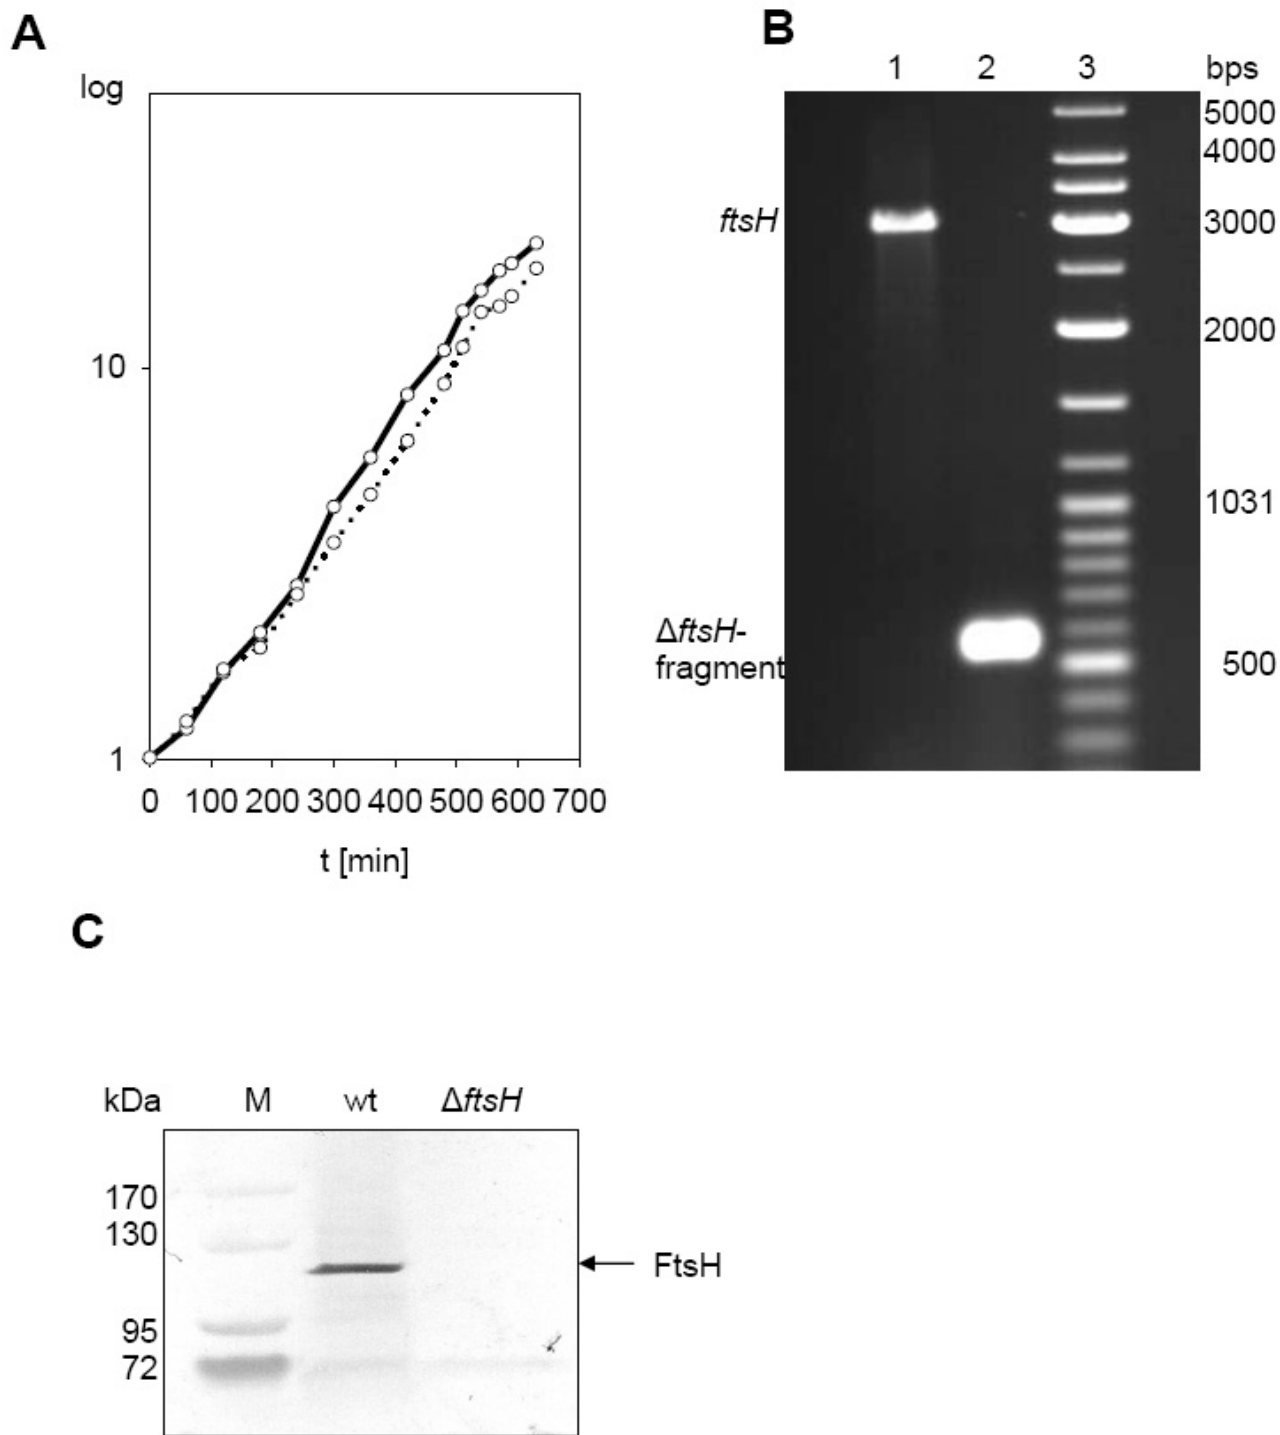 A
log
10
1
0 100 200 300 400 500 600 700
t [min]
B
1 2 3 bps
5000
4000
ftsH 3000
2000
1031
ΔftsH-
fragment
500
C
kDa M wt ΔftsH
170
130
FtsH
95
72